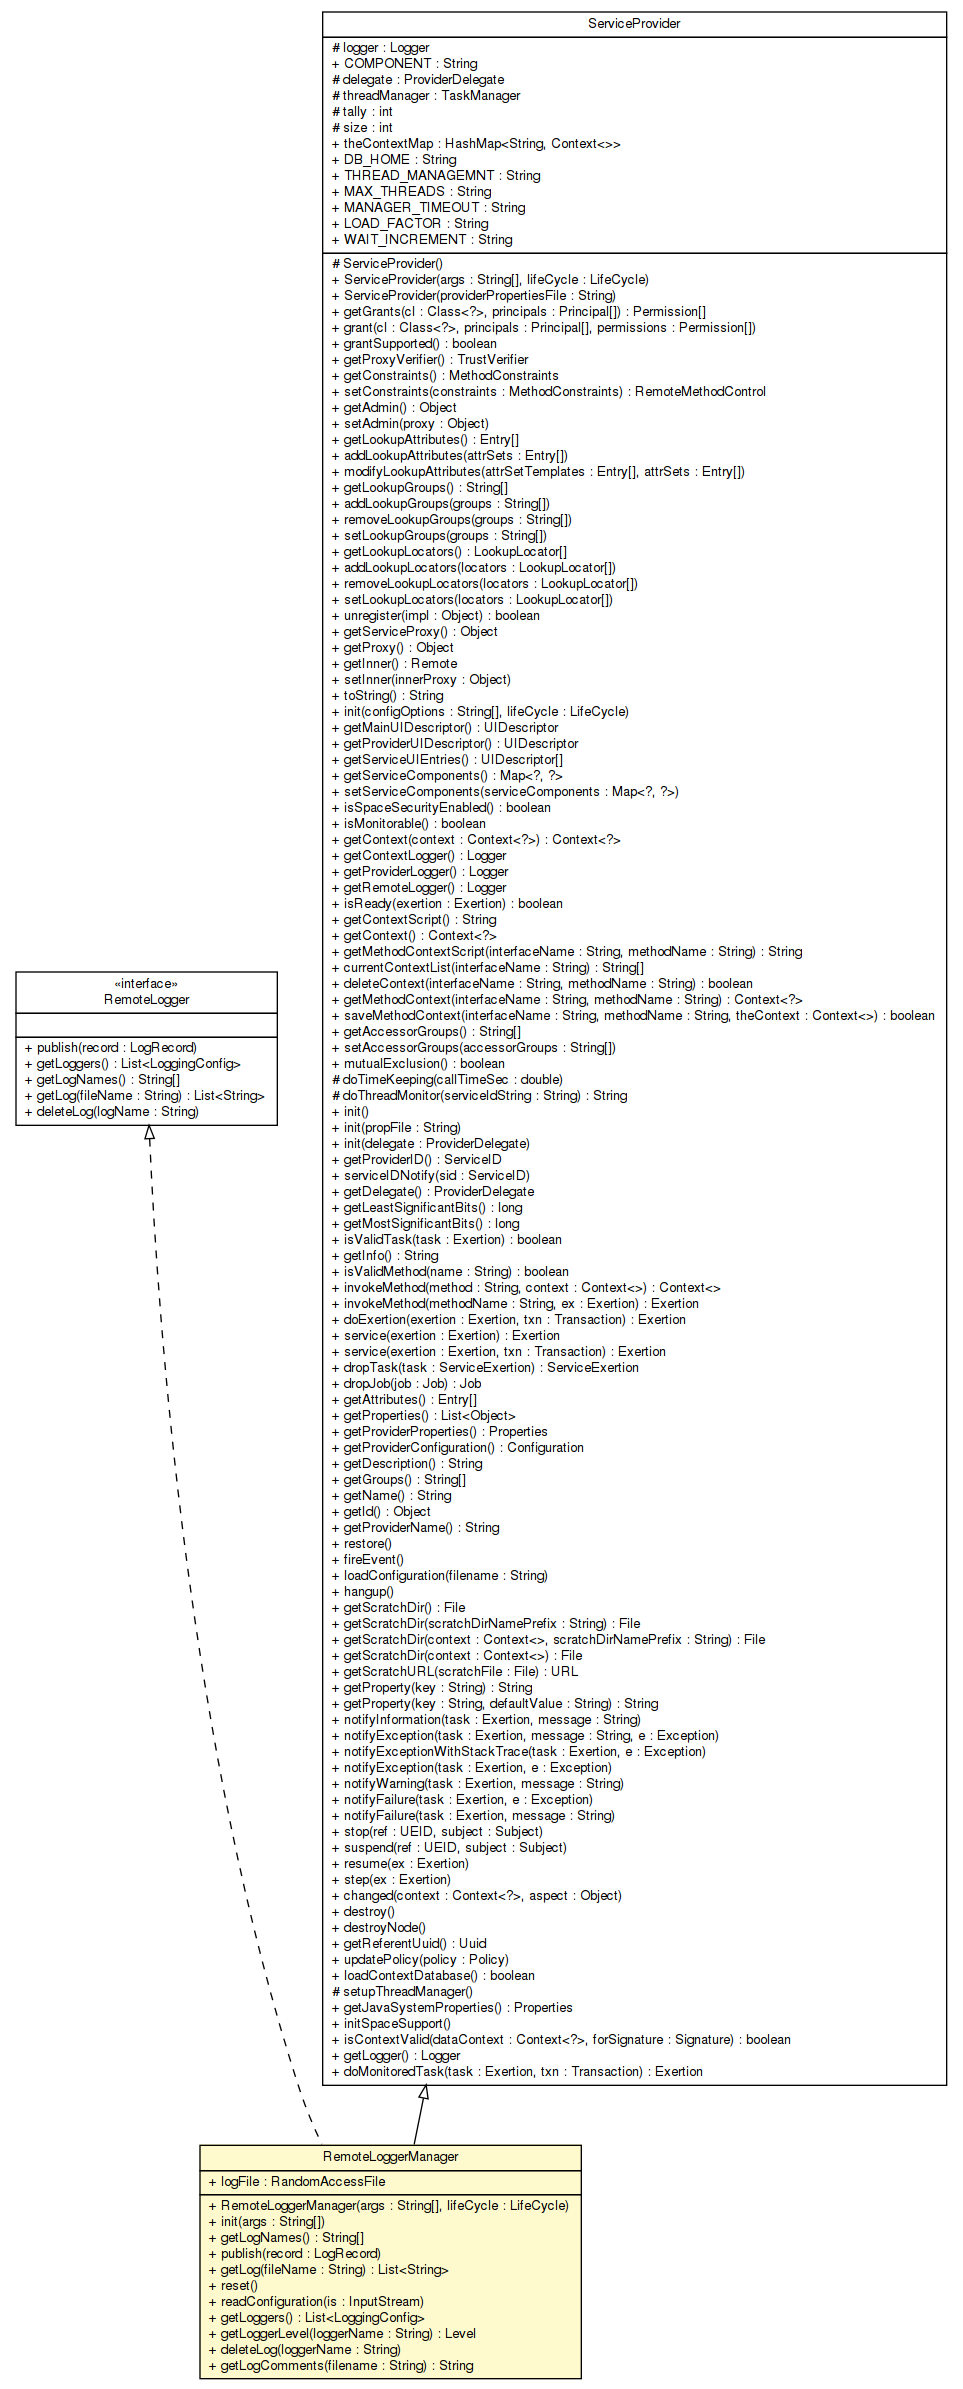 ServiceProvider
# logger : Logger
+ COMPONENT : String
# delegate : ProviderDelegate
# threadManager : TaskManager
# tally : int
# size : int
+ theContextMap : HashMap<String, Context<>>
+ DB_HOME : String
+ THREAD_MANAGEMNT : String
+ MAX_THREADS : String
+ MANAGER_TIMEOUT : String
+ LOAD_FACTOR : String
+ WAIT_INCREMENT : String
# ServiceProvider()
+ ServiceProvider(args : String[], lifeCycle : LifeCycle)
+ ServiceProvider(providerPropertiesFile : String)
+ getGrants(cl : Class<?>, principals : Principal[]) : Permission[]
+ grant(cl : Class<?>, principals : Principal[], permissions : Permission[])
+ grantSupported() : boolean
+ getProxyVerifier() : TrustVerifier
+ getConstraints() : MethodConstraints
+ setConstraints(constraints : MethodConstraints) : RemoteMethodControl
+ getAdmin() : Object
+ setAdmin(proxy : Object)
+ getLookupAttributes() : Entry[]
+ addLookupAttributes(attrSets : Entry[])
+ modifyLookupAttributes(attrSetTemplates : Entry[], attrSets : Entry[])
+ getLookupGroups() : String[]
+ addLookupGroups(groups : String[])
+ removeLookupGroups(groups : String[])
+ setLookupGroups(groups : String[])
+ getLookupLocators() : LookupLocator[]
+ addLookupLocators(locators : LookupLocator[])
+ removeLookupLocators(locators : LookupLocator[])
+ setLookupLocators(locators : LookupLocator[])
+ unregister(impl : Object) : boolean
+ getServiceProxy() : Object
+ getProxy() : Object
+ getInner() : Remote
+ setInner(innerProxy : Object)
+ toString() : String
+ init(configOptions : String[], lifeCycle : LifeCycle)
+ getMainUIDescriptor() : UIDescriptor
+ getProviderUIDescriptor() : UIDescriptor
+ getServiceUIEntries() : UIDescriptor[]
+ getServiceComponents() : Map<?, ?>
+ setServiceComponents(serviceComponents : Map<?, ?>)
+ isSpaceSecurityEnabled() : boolean
+ isMonitorable() : boolean
+ getContext(context : Context<?>) : Context<?>
+ getContextLogger() : Logger
+ getProviderLogger() : Logger
+ getRemoteLogger() : Logger
+ isReady(exertion : Exertion) : boolean
+ getContextScript() : String
+ getContext() : Context<?>
+ getMethodContextScript(interfaceName : String, methodName : String) : String
+ currentContextList(interfaceName : String) : String[]
+ deleteContext(interfaceName : String, methodName : String) : boolean
+ getMethodContext(interfaceName : String, methodName : String) : Context<?>
+ saveMethodContext(interfaceName : String, methodName : String, theContext : Context<>) : boolean
+ getAccessorGroups() : String[]
+ setAccessorGroups(accessorGroups : String[])
+ mutualExclusion() : boolean
# doTimeKeeping(callTimeSec : double)
# doThreadMonitor(serviceIdString : String) : String
+ init()
+ init(propFile : String)
+ init(delegate : ProviderDelegate)
+ getProviderID() : ServiceID
+ serviceIDNotify(sid : ServiceID)
+ getDelegate() : ProviderDelegate
+ getLeastSignificantBits() : long
+ getMostSignificantBits() : long
+ isValidTask(task : Exertion) : boolean
+ getInfo() : String
+ isValidMethod(name : String) : boolean
+ invokeMethod(method : String, context : Context<>) : Context<>
+ invokeMethod(methodName : String, ex : Exertion) : Exertion
+ doExertion(exertion : Exertion, txn : Transaction) : Exertion
+ service(exertion : Exertion) : Exertion
+ service(exertion : Exertion, txn : Transaction) : Exertion
+ dropTask(task : ServiceExertion) : ServiceExertion
+ dropJob(job : Job) : Job
+ getAttributes() : Entry[]
+ getProperties() : List<Object>
+ getProviderProperties() : Properties
+ getProviderConfiguration() : Configuration
+ getDescription() : String
+ getGroups() : String[]
+ getName() : String
+ getId() : Object
+ getProviderName() : String
+ restore()
+ fireEvent()
+ loadConfiguration(filename : String)
+ hangup()
+ getScratchDir() : File
+ getScratchDir(scratchDirNamePrefix : String) : File
+ getScratchDir(context : Context<>, scratchDirNamePrefix : String) : File
+ getScratchDir(context : Context<>) : File
+ getScratchURL(scratchFile : File) : URL
+ getProperty(key : String) : String
+ getProperty(key : String, defaultValue : String) : String
+ notifyInformation(task : Exertion, message : String)
+ notifyException(task : Exertion, message : String, e : Exception)
+ notifyExceptionWithStackTrace(task : Exertion, e : Exception)
+ notifyException(task : Exertion, e : Exception)
+ notifyWarning(task : Exertion, message : String)
+ notifyFailure(task : Exertion, e : Exception)
+ notifyFailure(task : Exertion, message : String)
+ stop(ref : UEID, subject : Subject)
+ suspend(ref : UEID, subject : Subject)
+ resume(ex : Exertion)
+ step(ex : Exertion)
+ changed(context : Context<?>, aspect : Object)
+ destroy()
+ destroyNode()
+ getReferentUuid() : Uuid
+ updatePolicy(policy : Policy)
+ loadContextDatabase() : boolean
# setupThreadManager()
+ getJavaSystemProperties() : Properties
+ initSpaceSupport()
+ isContextValid(dataContext : Context<?>, forSignature : Signature) : boolean
+ getLogger() : Logger
+ doMonitoredTask(task : Exertion, txn : Transaction) : Exertion
«interface»
RemoteLogger
+ publish(record : LogRecord)
+ getLoggers() : List<LoggingConfig>
+ getLogNames() : String[]
+ getLog(fileName : String) : List<String>
+ deleteLog(logName : String)
RemoteLoggerManager
+ logFile : RandomAccessFile
+ RemoteLoggerManager(args : String[], lifeCycle : LifeCycle)
+ init(args : String[])
+ getLogNames() : String[]
+ publish(record : LogRecord)
+ getLog(fileName : String) : List<String>
+ reset()
+ readConfiguration(is : InputStream)
+ getLoggers() : List<LoggingConfig>
+ getLoggerLevel(loggerName : String) : Level
+ deleteLog(loggerName : String)
+ getLogComments(filename : String) : String